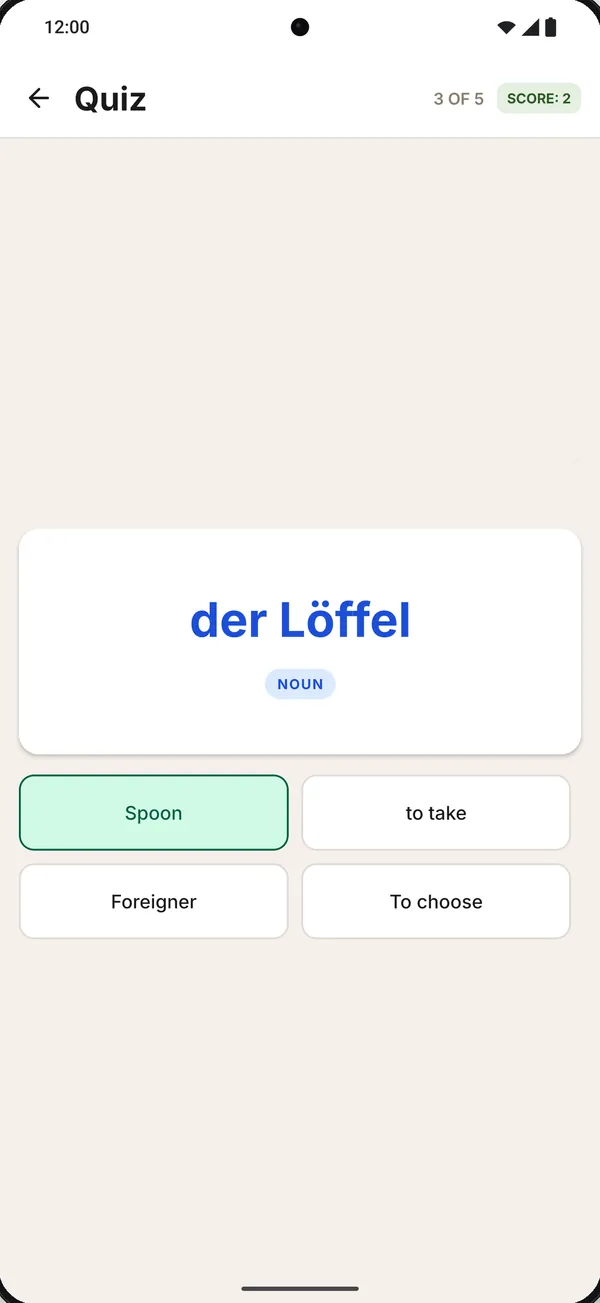 12:00
Quiz
3 OF 5
SCORE: 2
der Löffel
NOUN
Spoon
to take
Foreigner
To choose